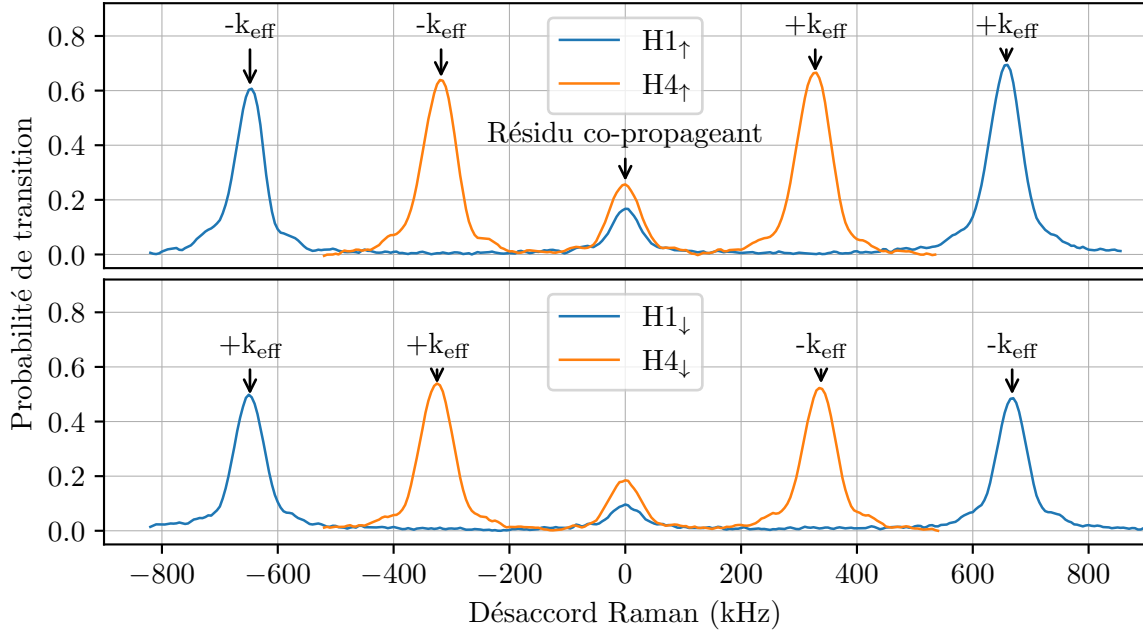 -k_eff -k_eff +k_eff +k_eff
H1↑
H4↑
Résidu co-propageant
0.8
0.6
0.4
0.2
0.0
+k_eff +k_eff -k_eff -k_eff
H1↓
H4↓
0.8
0.6
0.4
0.2
0.0
−800 −600 −400 −200 0 200 400 600 800
Désaccord Raman (kHz)
Probabilité de transition